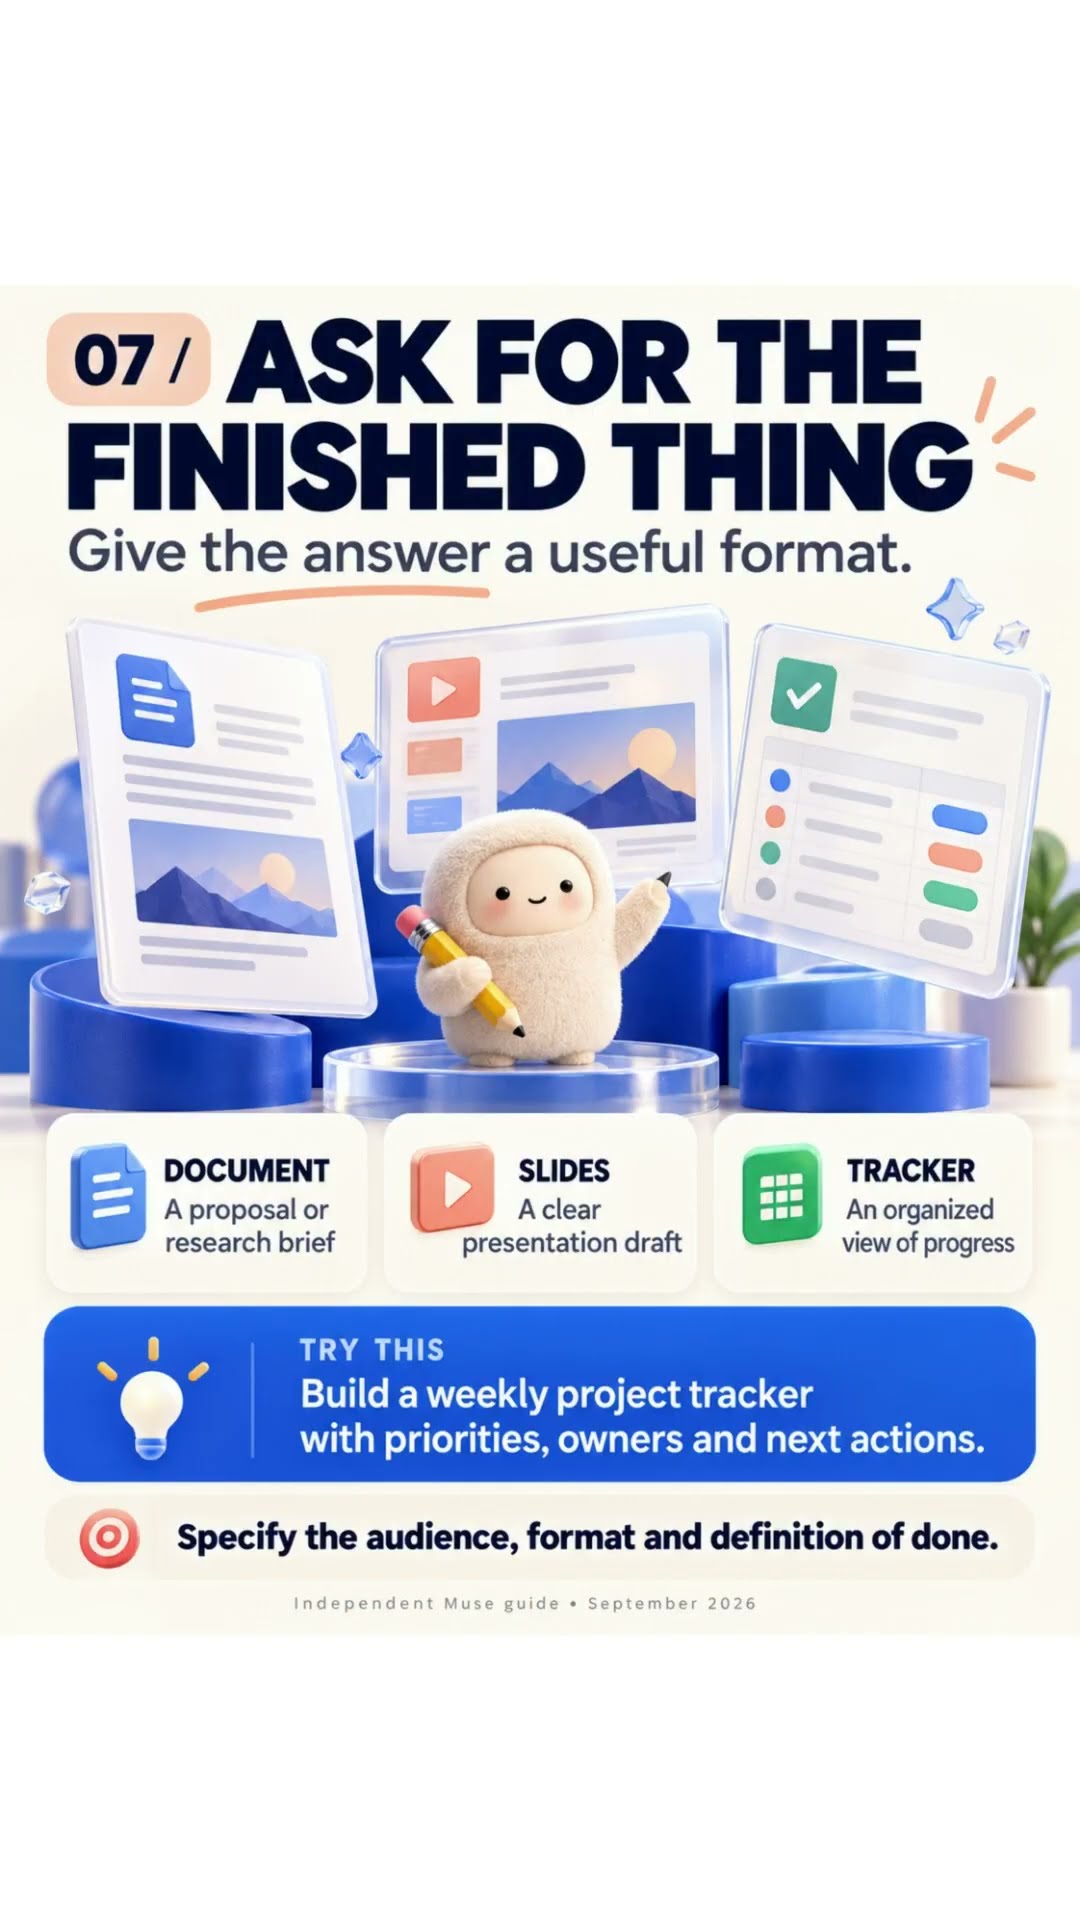 07 / ASK FOR THE
FINISHED THING
Give the answer a useful format.
DOCUMENT
A proposal or
research brief
SLIDES
A clear
presentation draft
TRACKER
An organized
view of progress
TRY THIS
Build a weekly project tracker
with priorities, owners and next actions.
Specify the audience, format and definition of done.
Independent Muse guide • September 2026